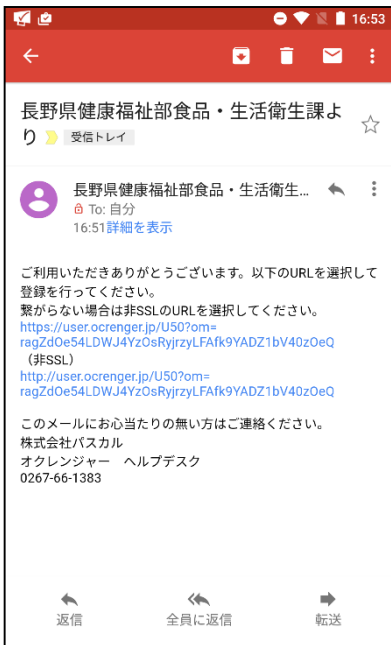 16:53
長野県健康福祉部食品・生活衛生課よ
り 受信トレイ
長野県健康福祉部食品・生活衛生...
To: 自分
16:51詳細を表示
ご利用いただきありがとうございます。以下のURLを選択して
登録を行ってください。
繋がらない場合は非SSLのURLを選択してください。
https://user.ocrenger.jp/U50?om=
ragZdOe54LDWJ4YzOsRyjrzyLFAfk9YADZ1bV40zOeQ
（非SSL）
http://user.ocrenger.jp/U50?om=
ragZdOe54LDWJ4YzOsRyjrzyLFAfk9YADZ1bV40zOeQ
このメールにお心当たりの無い方はご連絡ください。
株式会社パスカル
オクレンジャー　ヘルプデスク
0267-66-1383
返信 全員に返信 転送